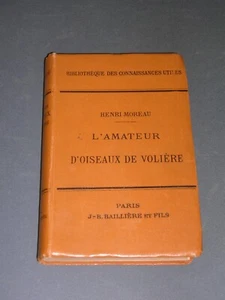 BIBLIOTHÈQUE DES CONNAISSANCES UTILES
HENRI MOREAU
L'AMATEUR
D'OISEAUX DE VOLIÈRE
PARIS
J.-B. BAILLIÈRE ET FILS